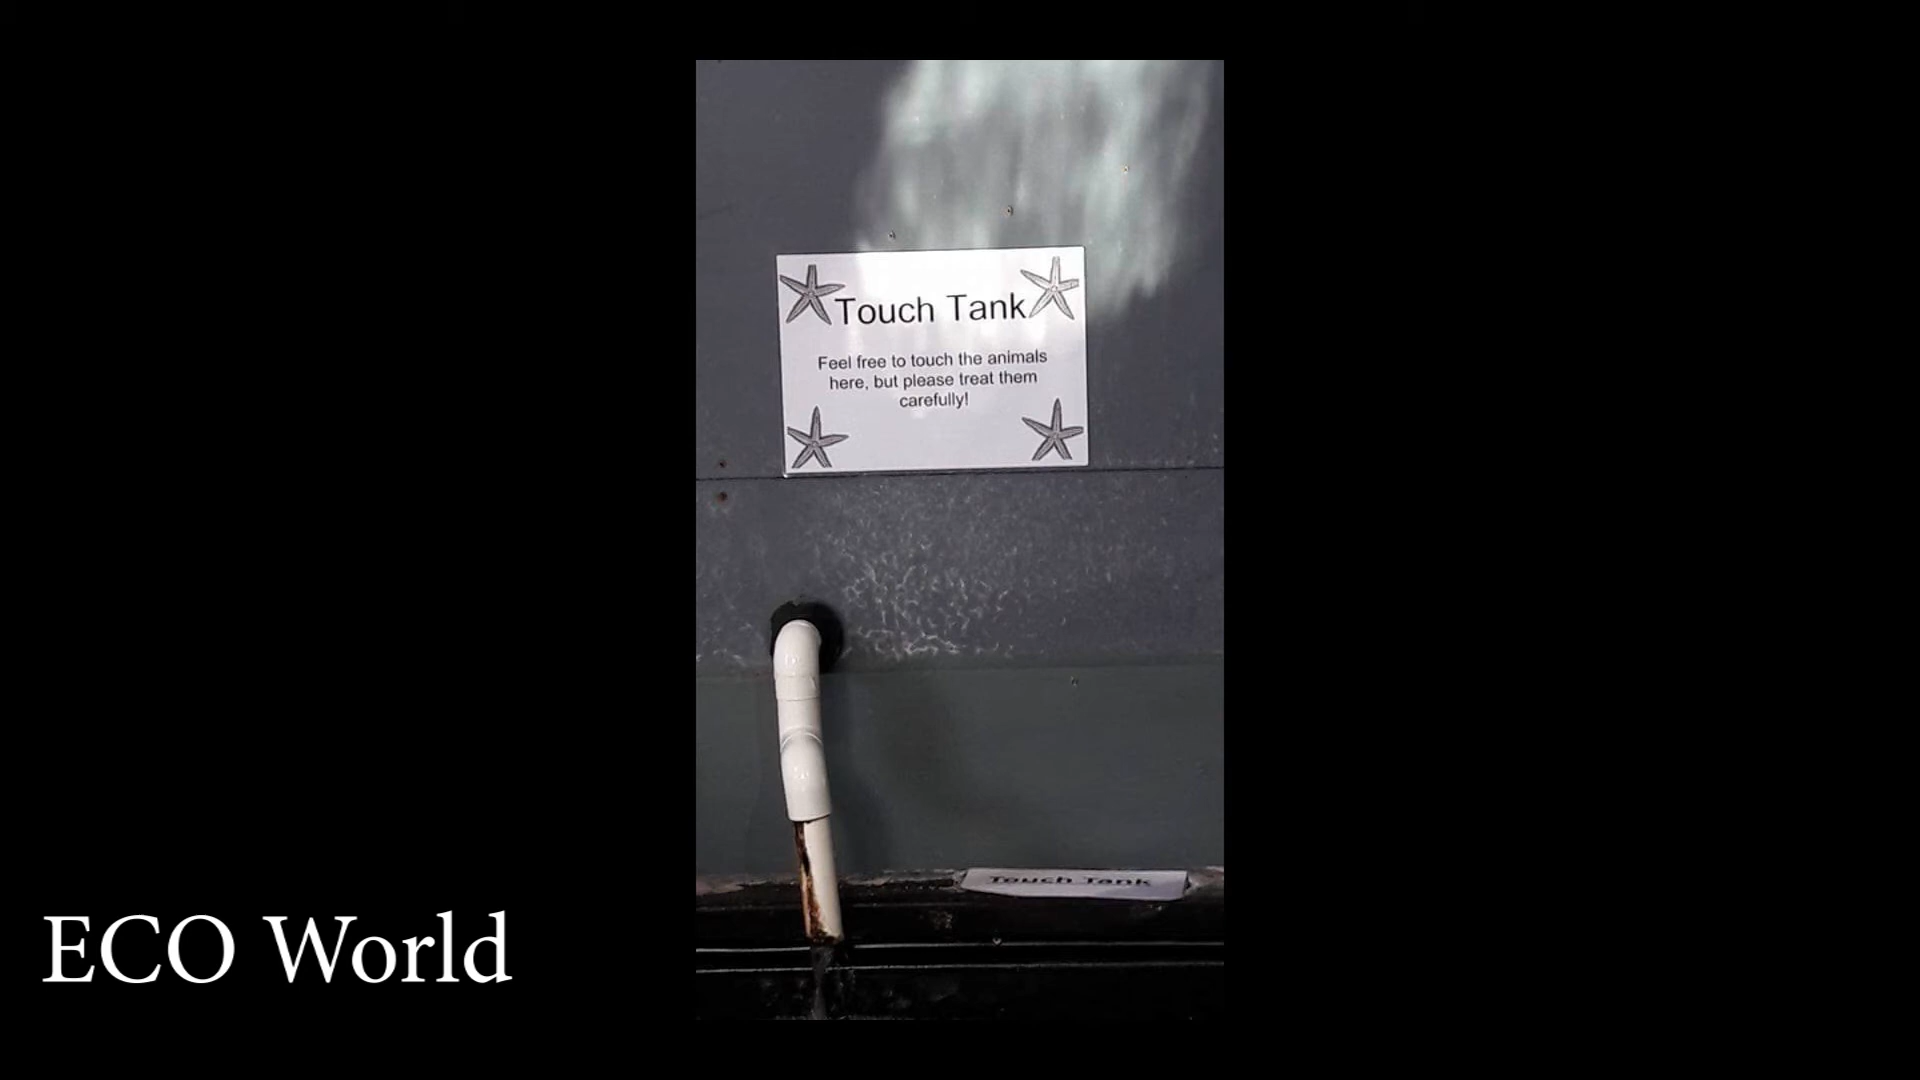 Touch Tank
Feel free to touch the animals
here, but please treat them
carefully!
Touch Tank
ECO World